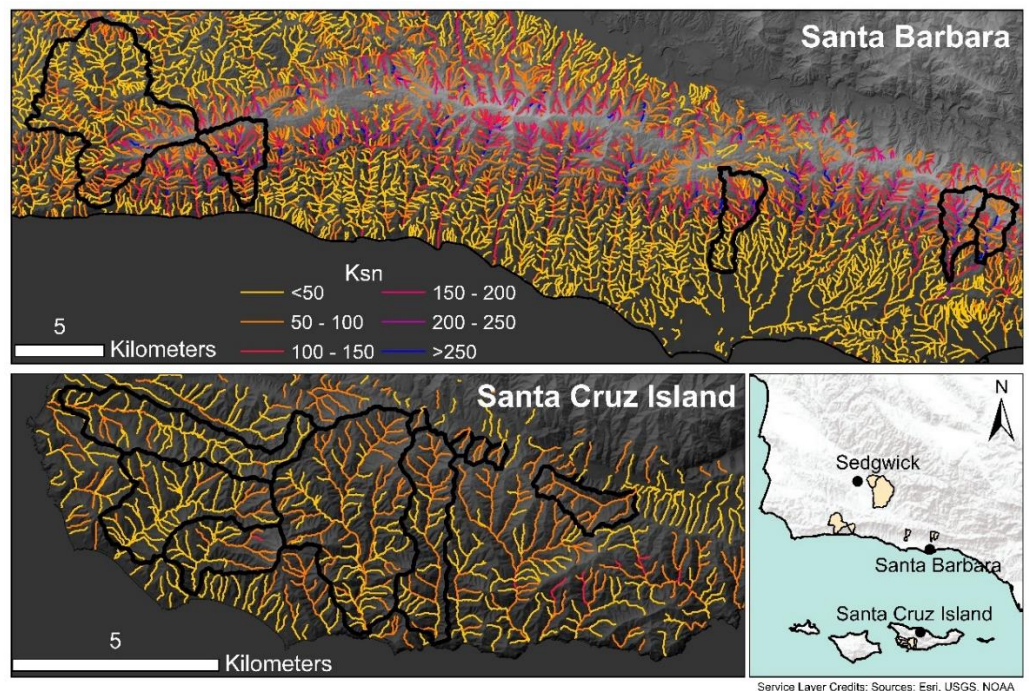 Santa Barbara
Ksn
<50
150 - 200
50 - 100
200 - 250
100 - 150
>250
5
Kilometers
Santa Cruz Island
5
Kilometers
N
Sedgwick
Santa Barbara
Santa Cruz Island
Service Layer Credits: Sources: Esri, USGS, NOAA